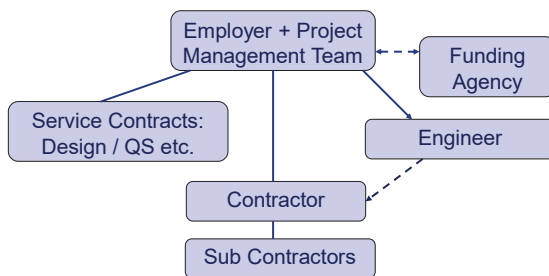 Employer + Project
Management Team
Funding
Agency
Service Contracts:
Design / QS etc.
Engineer
Contractor
Sub Contractors